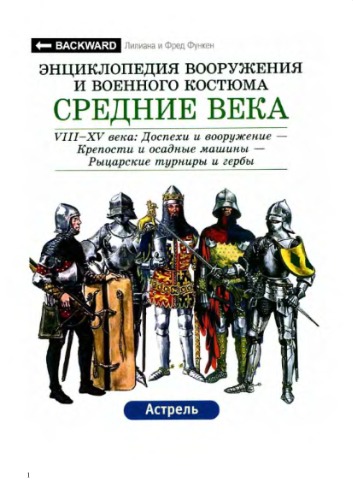 BACKWARD Лилиана и Фред Функен
ЭНЦИКЛОПЕДИЯ ВООРУЖЕНИЯ
И ВОЕННОГО КОСТЮМА
СРЕДНИЕ ВЕКА
VIII–XV века: Доспехи и вооружение —
Крепости и осадные машины —
Рыцарские турниры и гербы
Астрель